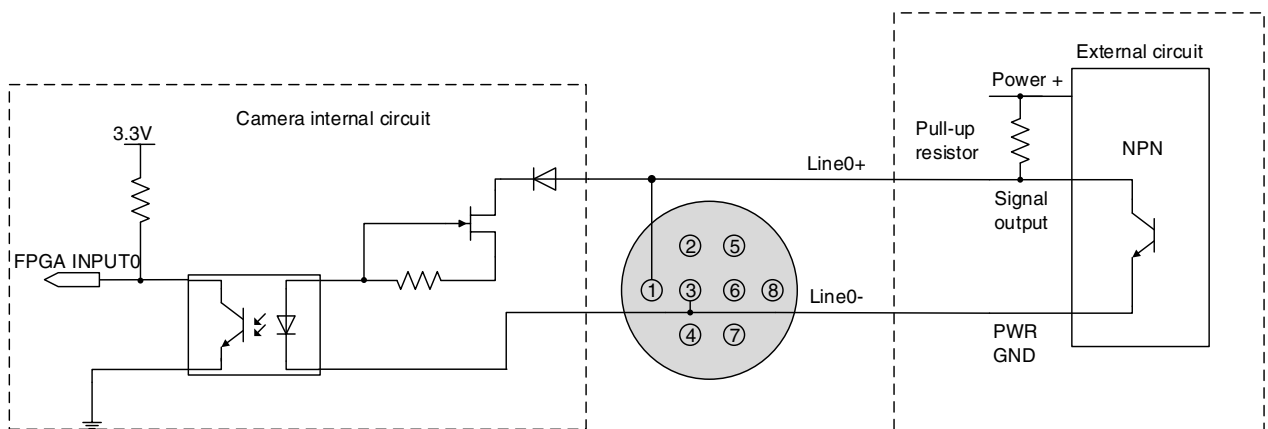 External circuit
Power +
Camera internal circuit
3.3V
Pull-up
resistor
NPN
Line0+
Signal
output
② ⑤
FPGA INPUT0
① ③ ⑥ ⑧
Line0-
④ ⑦
PWR
GND